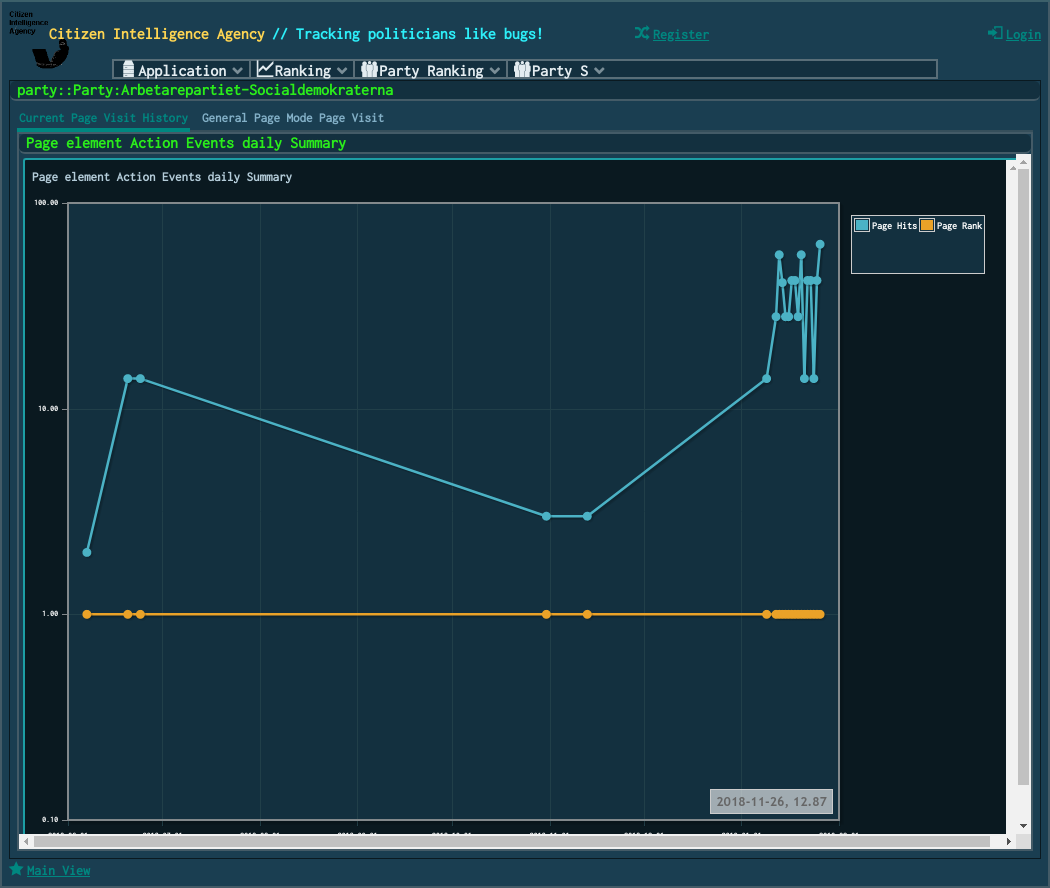 Citizen
Intelligence
Agency
Citizen Intelligence Agency // Tracking politicians like bugs!
Register
Login
Application
Ranking
Party Ranking
Party S
party::Party:Arbetarepartiet-Socialdemokraterna
Current Page Visit History
General Page Mode Page Visit
Page element Action Events daily Summary
Page element Action Events daily Summary
100.00
Page Hits
Page Rank
10.00
1.00
2018-11-26, 12.87
0.10
Main View